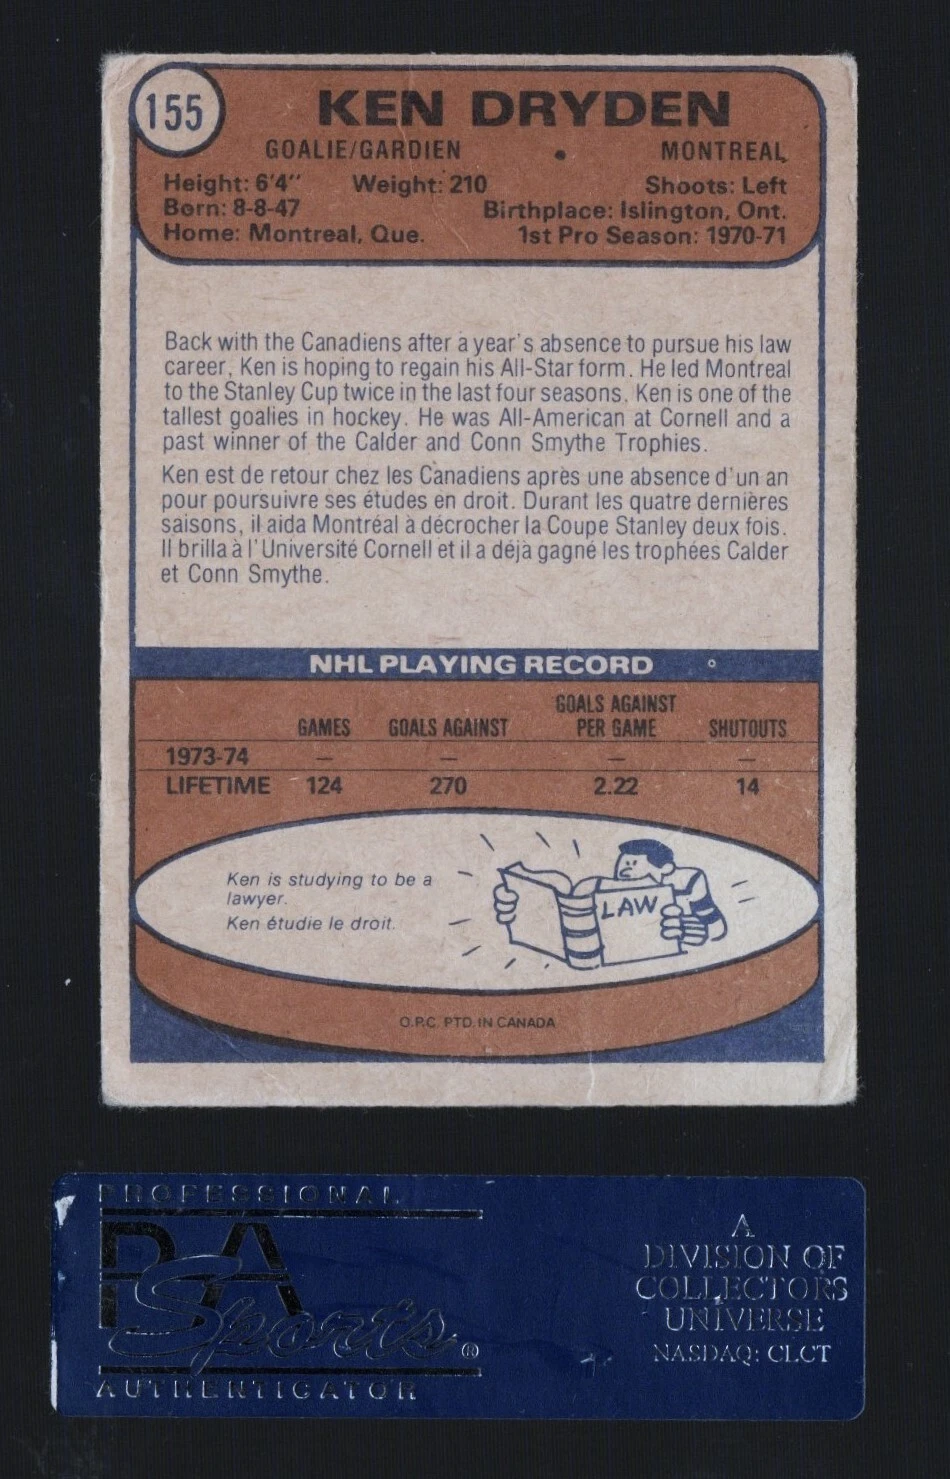 155
KEN DRYDEN
GOALIE/GARDIEN • MONTREAL
Height: 6'4" Weight: 210 Shoots: Left
Born: 8-8-47 Birthplace: Islington, Ont.
Home: Montreal, Que. 1st Pro Season: 1970-71
Back with the Canadiens after a year's absence to pursue his law
career, Ken is hoping to regain his All-Star form. He led Montreal
to the Stanley Cup twice in the last four seasons. Ken is one of the
tallest goalies in hockey. He was All-American at Cornell and a
past winner of the Calder and Conn Smythe Trophies.
Ken est de retour chez les Canadiens après une absence d'un an
pour poursuivre ses études en droit. Durant les quatre dernières
saisons, il aida Montréal à décrocher la Coupe Stanley deux fois.
Il brilla à l'Université Cornell et il a déja gagné les trophées Calder
et Conn Smythe.
NHL PLAYING RECORD
GAMES GOALS AGAINST GOALS AGAINST PER GAME SHUTOUTS
1973-74 — — — —
LIFETIME 124 270 2.22 14
Ken is studying to be a
lawyer.
Ken étudie le droit.
LAW
O.P.C. PTD. IN CANADA
PROFESSIONAL
PSA
Sports®
AUTHENTICATOR
A
DIVISION OF
COLLECTORS
UNIVERSE
NASDAQ: CLCT